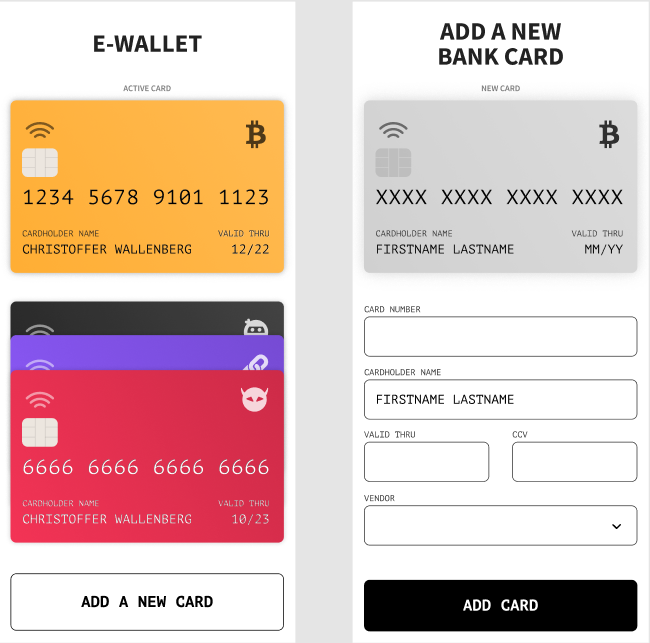 E-WALLET
ACTIVE CARD
1234 5678 9101 1123
CARDHOLDER NAME VALID THRU
CHRISTOFFER WALLENBERG 12/22
6666 6666 6666 6666
CARDHOLDER NAME VALID THRU
CHRISTOFFER WALLENBERG 10/23
ADD A NEW CARD
ADD A NEW
BANK CARD
NEW CARD
XXXX XXXX XXXX XXXX
CARDHOLDER NAME VALID THRU
FIRSTNAME LASTNAME MM/YY
CARD NUMBER
CARDHOLDER NAME
FIRSTNAME LASTNAME
VALID THRU CCV
VENDOR
ADD CARD